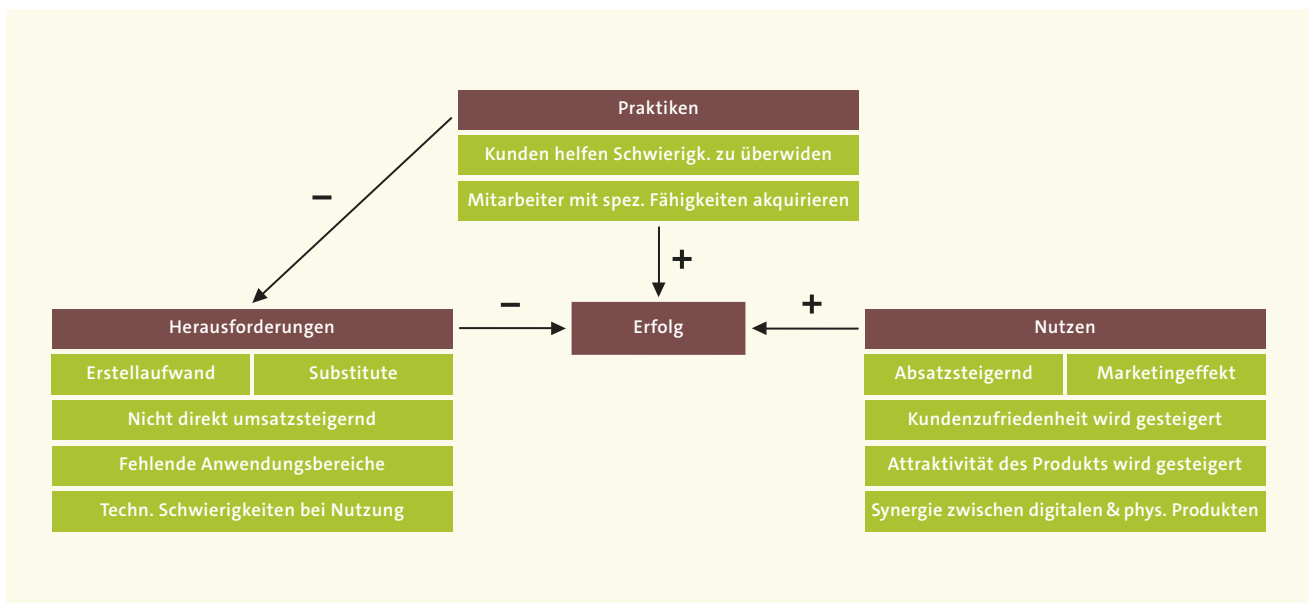 Praktiken
Kunden helfen Schwierigk. zu überwiden
Mitarbeiter mit spez. Fähigkeiten akquirieren
–
+
Herausforderungen
–
Erfolg
+
Nutzen
Erstellaufwand
Substitute
Nicht direkt umsatzsteigernd
Fehlende Anwendungsbereiche
Techn. Schwierigkeiten bei Nutzung
Absatzsteigernd
Marketingeffekt
Kundenzufriedenheit wird gesteigert
Attraktivität des Produkts wird gesteigert
Synergie zwischen digitalen & phys. Produkten